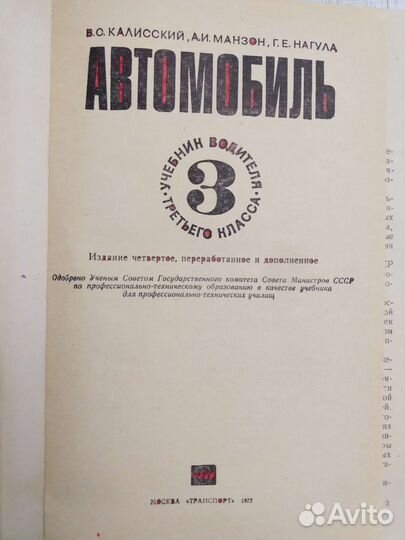 В.С. КАЛИССКИЙ, А.И. МАНЗОН, Г.Е. НАГУЛА
АВТОМОБИЛЬ
УЧЕБНИК ВОДИТЕЛЯ
3
ТРЕТЬЕГО КЛАССА
Издание четвертое, переработанное и дополненное
Одобрено Ученым Советом Государственного комитета Совета Министров СССР
по профессионально-техническому образованию в качестве учебника
для профессионально-технических училищ
МОСКВА «ТРАНСПОРТ» 1977
Avito